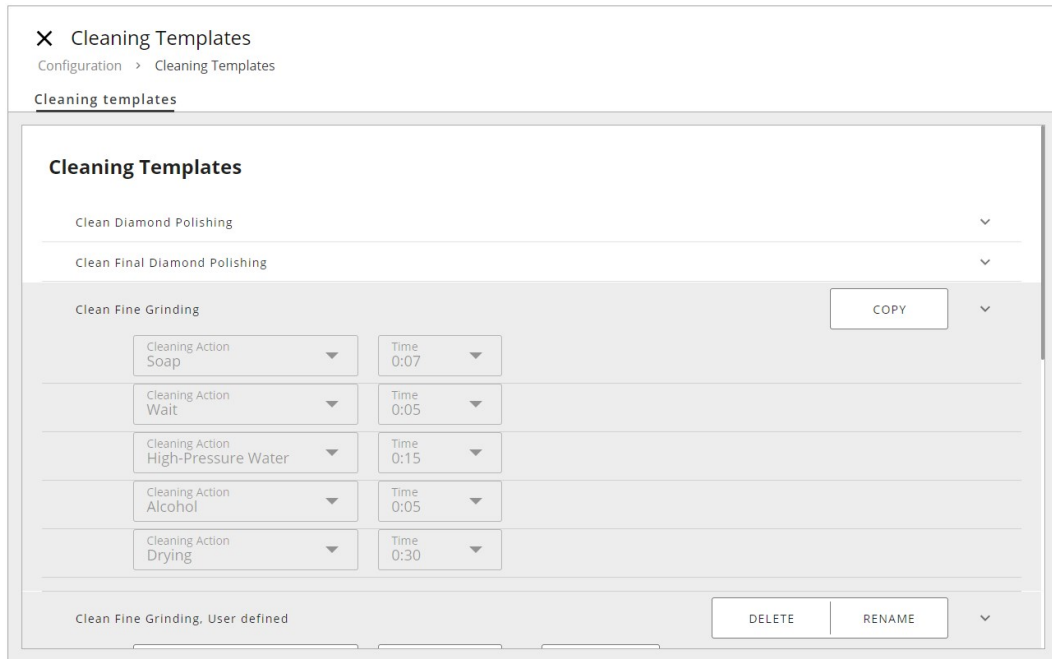 Cleaning Templates
Configuration > Cleaning Templates
Cleaning templates
Cleaning Templates
Clean Diamond Polishing
Clean Final Diamond Polishing
Clean Fine Grinding COPY
Cleaning Action Time
Soap 0:07
Cleaning Action Time
Wait 0:05
Cleaning Action Time
High-Pressure Water 0:15
Cleaning Action Time
Alcohol 0:05
Cleaning Action Time
Drying 0:30
Clean Fine Grinding, User defined DELETE RENAME